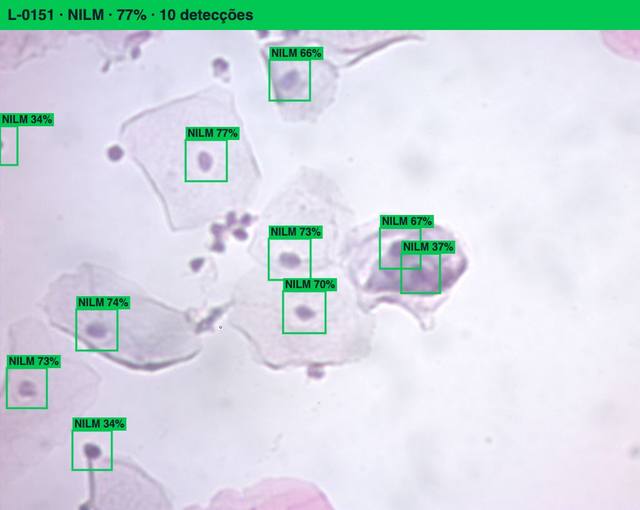 L-0151 · NILM · 77% · 10 detecções
NILM 66%
NILM 34%
NILM 77%
NILM 67%
NILM 73%
NILM 37%
NILM 70%
NILM 74%
NILM 73%
NILM 34%